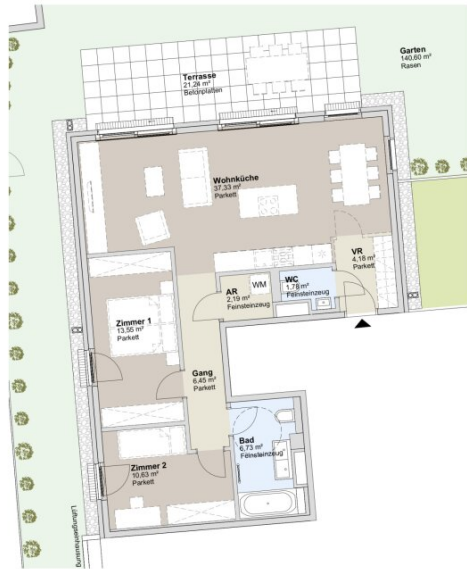 Garten
140,60 m²
Rasen
Terrasse
21,24 m²
Betonplatten
Wohnküche
37,33 m²
Parkett
VR
4,18 m²
Parkett
WC
1,78 m²
Feinsteinzeug
AR
2,19 m²
Feinsteinzeug
WM
Zimmer 1
13,55 m²
Parkett
Gang
6,45 m²
Parkett
Bad
6,73 m²
Feinsteinzeug
Zimmer 2
10,63 m²
Parkett
Lüftungseinhausung